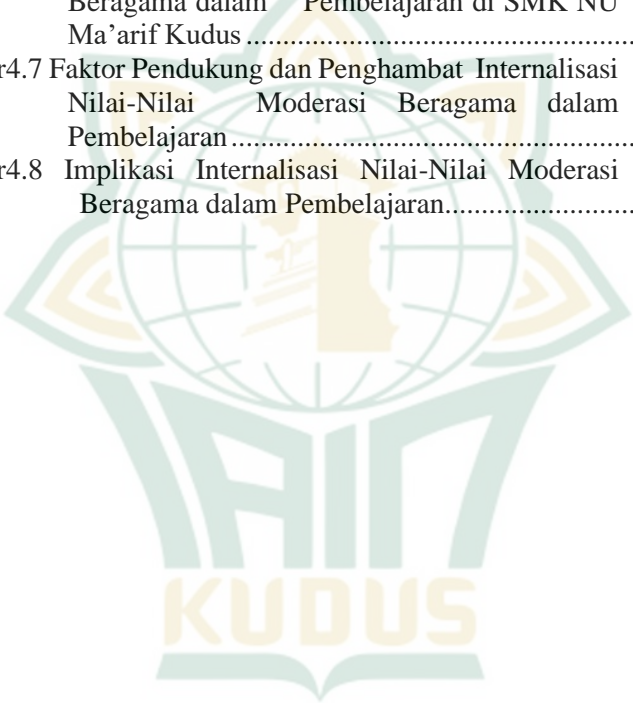 Beragama dalam Pembelajaran di SMK NU
Ma’arif Kudus........................................................
r4.7 Faktor Pendukung dan Penghambat Internalisasi
Nilai-Nilai Moderasi Beragama dalam
Pembelajaran..........................................................
r4.8 Implikasi Internalisasi Nilai-Nilai Moderasi
Beragama dalam Pembelajaran..........................
IAIN
KUDUS